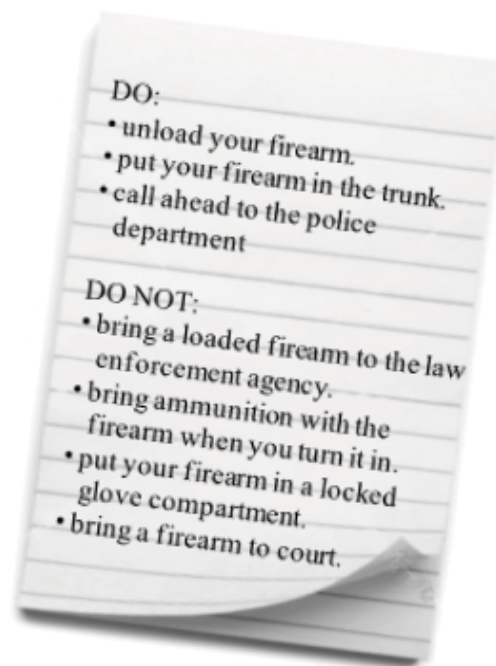 DO:
• unload your firearm.
• put your firearm in the trunk.
• call ahead to the police
department
DO NOT:
• bring a loaded firearm to the law
enforcement agency.
• bring ammunition with the
firearm when you turn it in.
• put your firearm in a locked
glove compartment.
• bring a firearm to court.